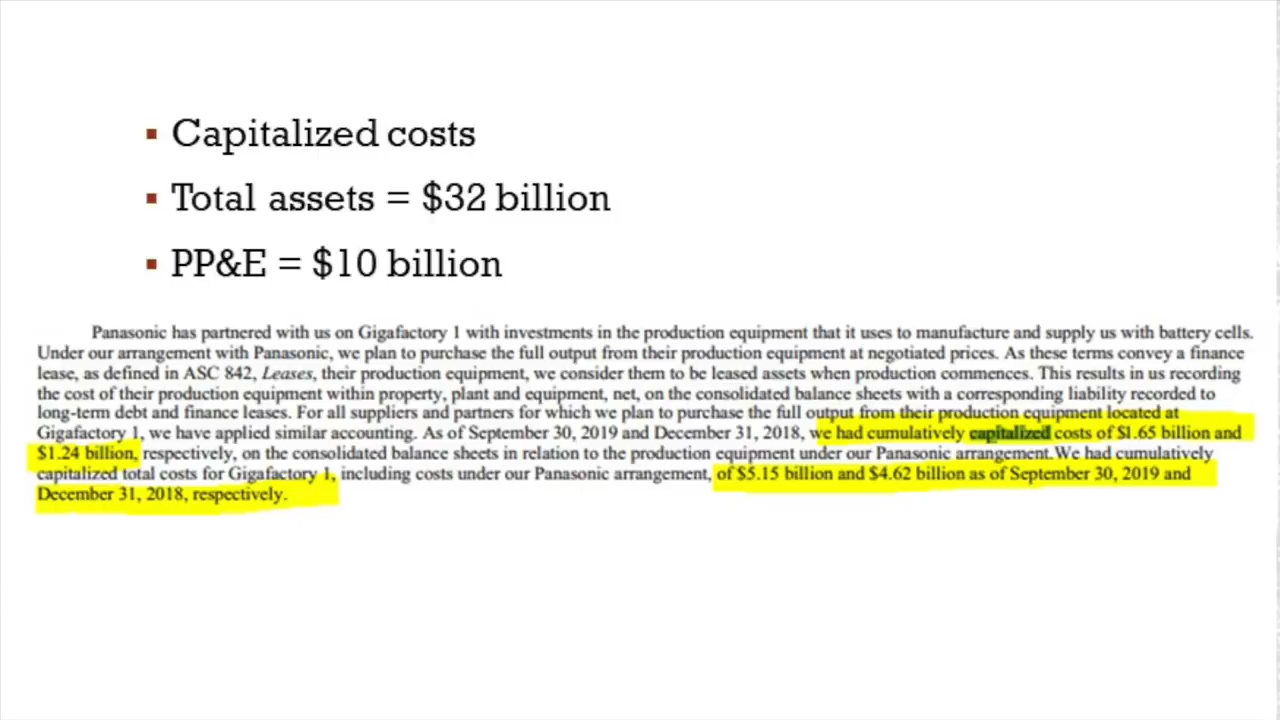 ▪ Capitalized costs
▪ Total assets = $32 billion
▪ PP&E = $10 billion
Panasonic has partnered with us on Gigafactory 1 with investments in the production equipment that it uses to manufacture and supply us with battery cells.
Under our arrangement with Panasonic, we plan to purchase the full output from their production equipment at negotiated prices. As these terms convey a finance
lease, as defined in ASC 842, Leases, their production equipment, we consider them to be leased assets when production commences. This results in us recording
the cost of their production equipment within property, plant and equipment, net, on the consolidated balance sheets with a corresponding liability recorded to
long-term debt and finance leases. For all suppliers and partners for which we plan to purchase the full output from their production equipment located at
Gigafactory 1, we have applied similar accounting. As of September 30, 2019 and December 31, 2018, we had cumulatively capitalized costs of $1.65 billion and
$1.24 billion, respectively, on the consolidated balance sheets in relation to the production equipment under our Panasonic arrangement. We had cumulatively
capitalized total costs for Gigafactory 1, including costs under our Panasonic arrangement, of $5.15 billion and $4.62 billion as of September 30, 2019 and
December 31, 2018, respectively.